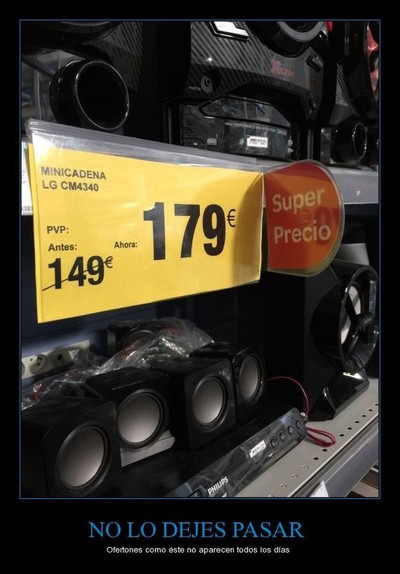 MINICADENA
LG CM4340
PVP:
Antes:
149€
Ahora:
179€
Super
Precio
PHILIPS
NO LO DEJES PASAR
Ofertones como éste no aparecen todos los días